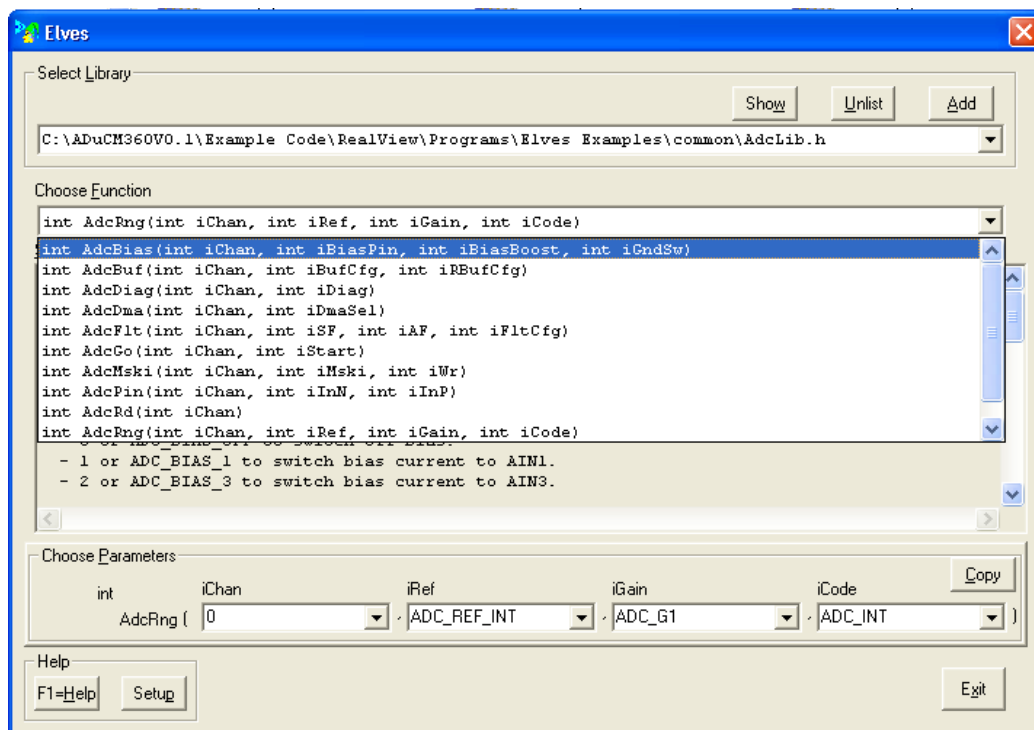 Elves
Select Library
Show Unlist Add
C:\ADuCM360V0.1\Example Code\RealView\Programs\Elves Examples\common\AdcLib.h
Choose Function
int AdcRng(int iChan, int iRef, int iGain, int iCode)
int AdcBias(int iChan, int iBiasPin, int iBiasBoost, int iGndSw)
int AdcBuf(int iChan, int iBufCfg, int iRBufCfg)
int AdcDiag(int iChan, int iDiag)
int AdcDma(int iChan, int iDmaSel)
int AdcFlt(int iChan, int iSF, int iAF, int iFltCfg)
int AdcGo(int iChan, int iStart)
int AdcMski(int iChan, int iMski, int iWr)
int AdcPin(int iChan, int iInN, int iInP)
int AdcRd(int iChan)
int AdcRng(int iChan, int iRef, int iGain, int iCode)
- 1 or ADC_BIAS_1 to switch bias current to AIN1.
- 2 or ADC_BIAS_3 to switch bias current to AIN3.
Choose Parameters
Copy
int iChan iRef iGain iCode
AdcRng ( 0 , ADC_REF_INT , ADC_G1 , ADC_INT )
Help
F1=Help Setup Exit